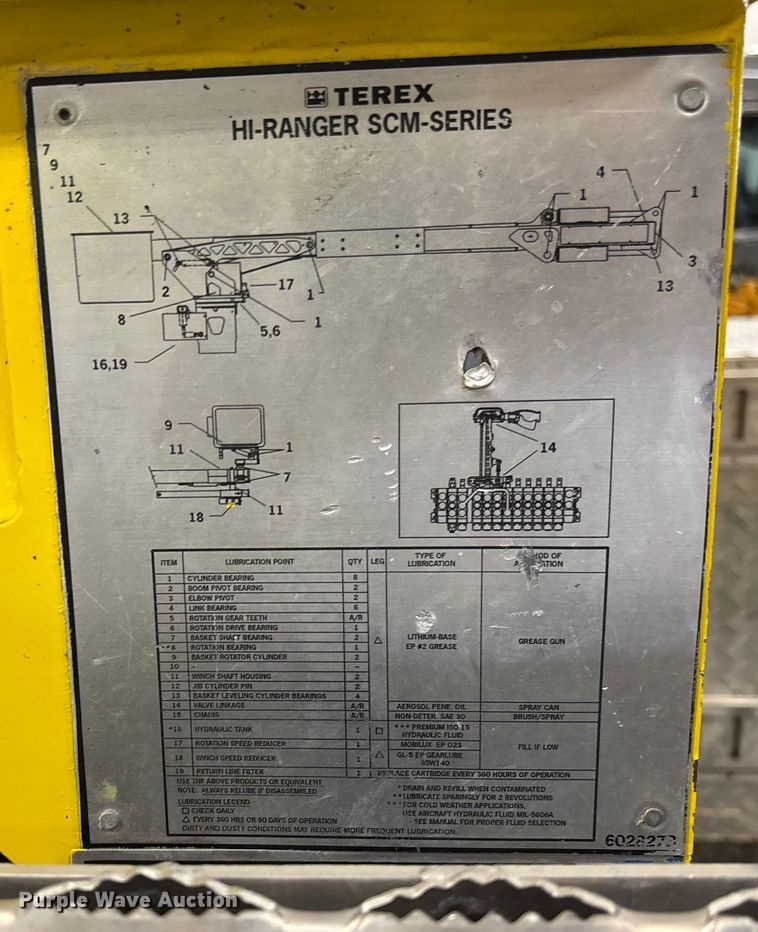 TEREX
HI-RANGER SCM-SERIES
7
9
11
12
13
4
1
1
2
17
1
3
13
8
5,6
1
16,19
9
1
11
7
14
18
11
ITEM LUBRICATION POINT QTY LEG TYPE OF LUBRICATION OF
1 CYLINDER BEARING 8
2 BOOM PIVOT BEARING 2
3 ELBOW PIVOT 2
4 LINK BEARING 6
5 ROTATION GEAR TEETH A/R
6 ROTATION DRIVE BEARING 1
7 BASKET SHAFT BEARING 2 △ LITHIUM-BASE EP #2 GREASE GREASE GUN
**8 ROTATION BEARING 1
9 BASKET ROTATOR CYLINDER 2
10 – –
11 WINCH SHAFT HOUSING 2
12 JIB CYLINDER PIN 2
13 BASKET LEVELING CYLINDER BEARINGS 4
14 VALVE LINKAGE A/R AEROSOL PENE. OIL SPRAY CAN
15 CHAINS A/R NON-DETER. SAE 30 BRUSH/SPRAY
*16 HYDRAULIC TANK 1 □ *** PREMIUM ISO 15 HYDRAULIC FLUID
17 ROTATION SPEED REDUCER 1 MOBILUX EP 023 FILL IF LOW
18 WINCH SPEED REDUCER 1 △ GL-5 EP GEARLUBE 85W140
19 RETURN LINE FILTER 1 REPLACE CARTRIDGE EVERY 360 HOURS OF OPERATION
USE THE ABOVE PRODUCTS OR EQUIVALENT
NOTE: ALWAYS RELUBE IF DISASSEMBLED
LUBRICATION LEGEND
□ CHECK DAILY
△ EVERY 360 HRS OR 90 DAYS OF OPERATION
DIRTY AND DUSTY CONDITIONS MAY REQUIRE MORE FREQUENT LUBRICATION.
* DRAIN AND REFILL WHEN CONTAMINATED
** LUBRICATE SPARINGLY FOR 2 REVOLUTIONS
*** FOR COLD WEATHER APPLICATIONS,
USE AIRCRAFT HYDRAULIC FLUID MIL-5606A
- SEE MANUAL FOR PROPER FLUID SELECTION
Purple Wave Auction